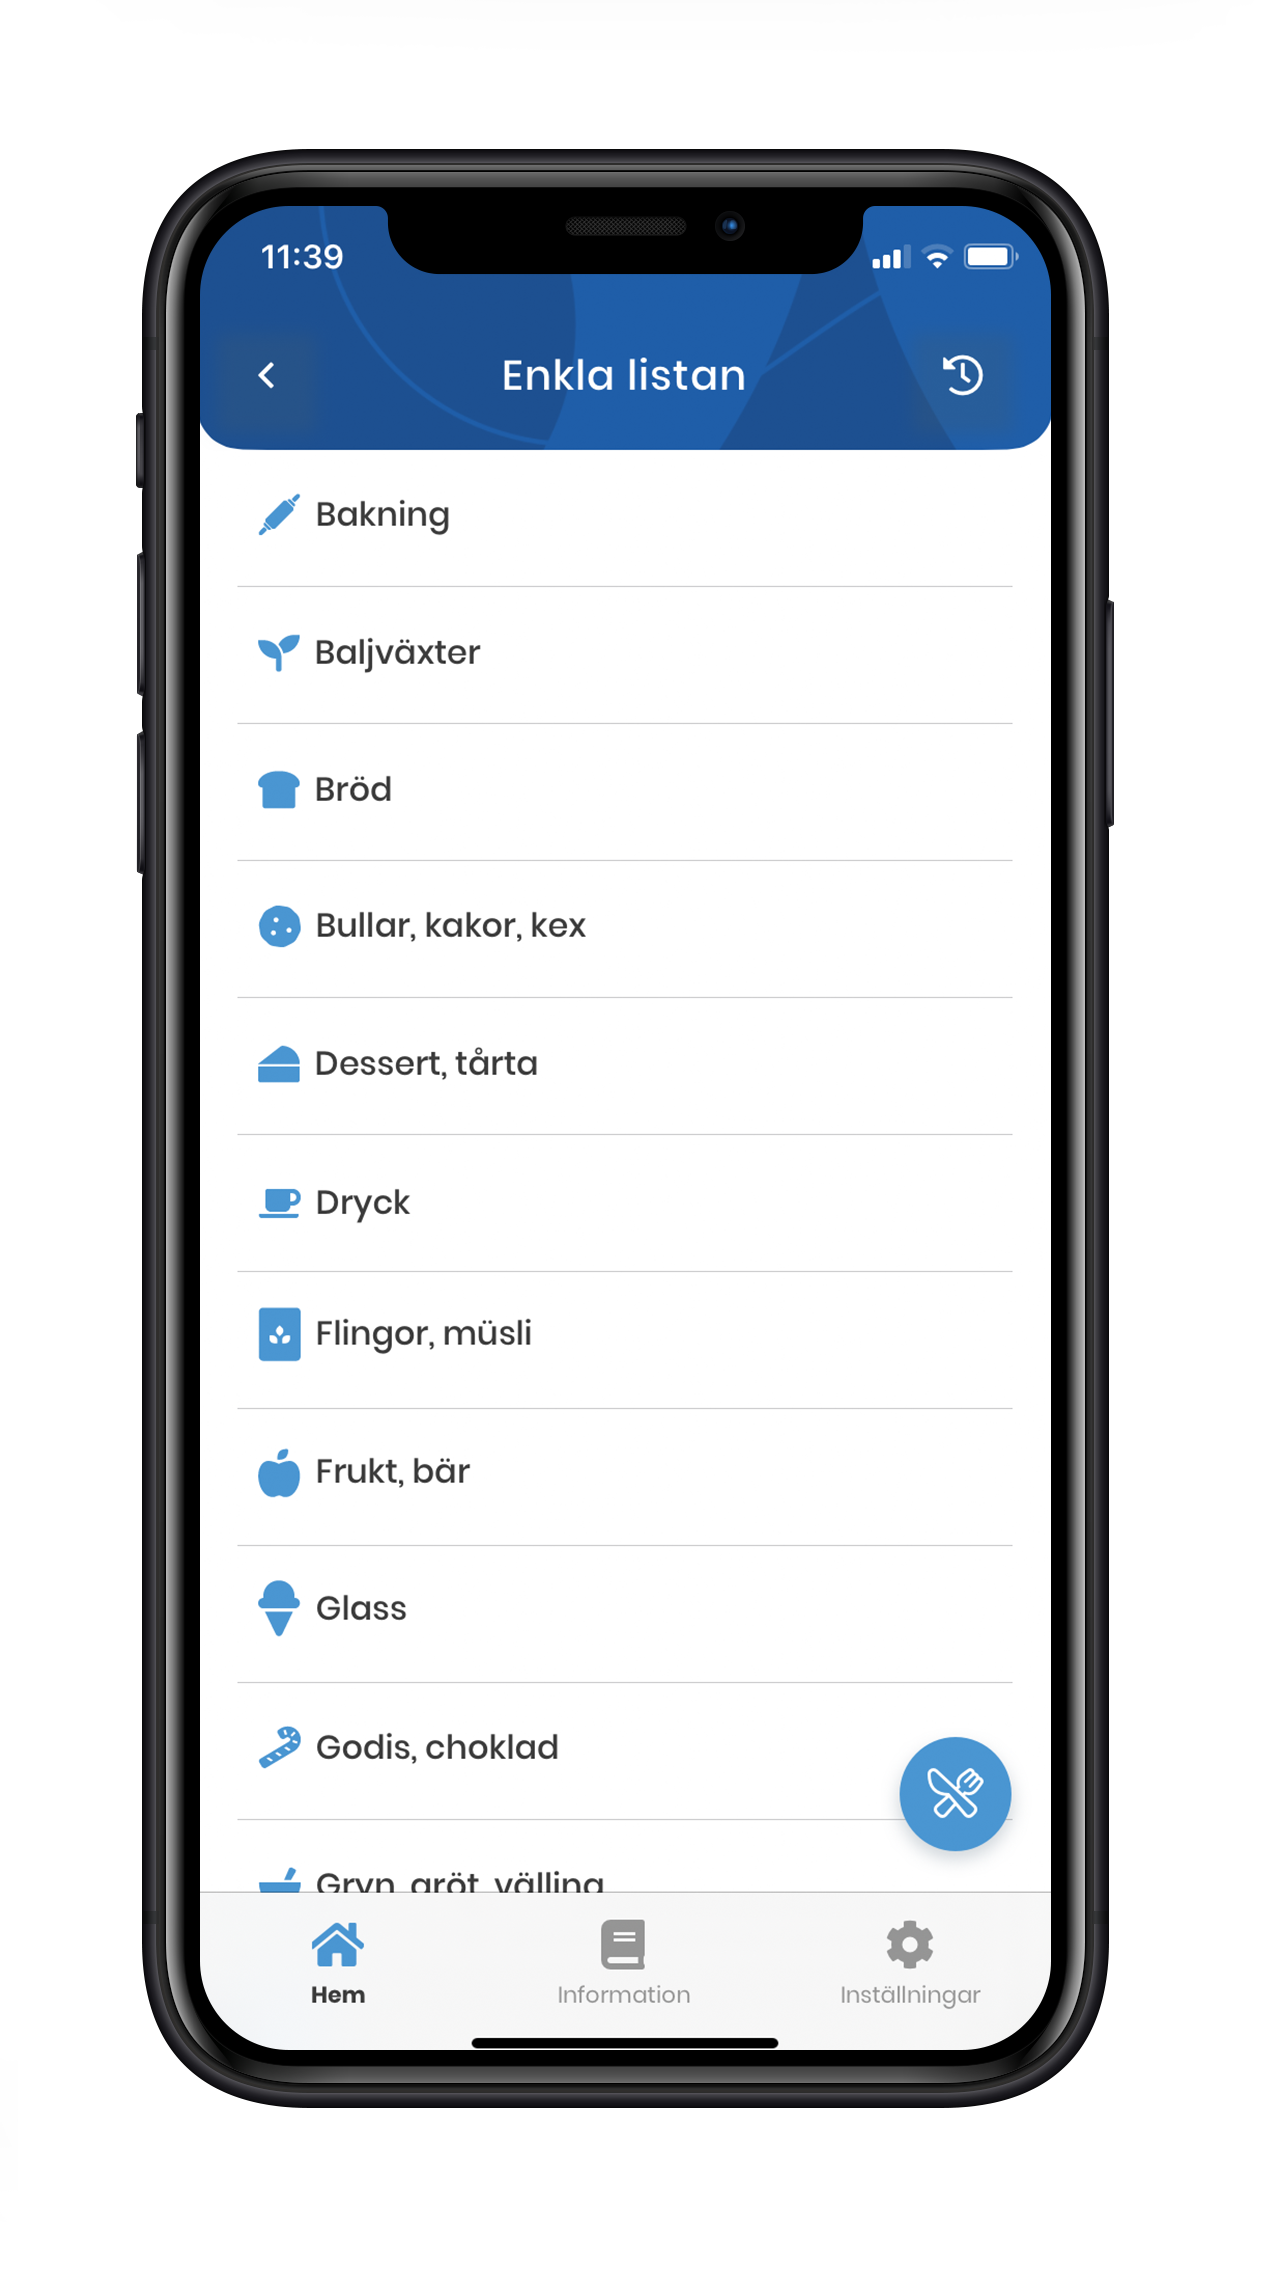 11:39
Enkla listan
Bakning
Baljväxter
Bröd
Bullar, kakor, kex
Dessert, tårta
Dryck
Flingor, müsli
Frukt, bär
Glass
Godis, choklad
Gryn, gröt, välling
Hem
Information
Inställningar